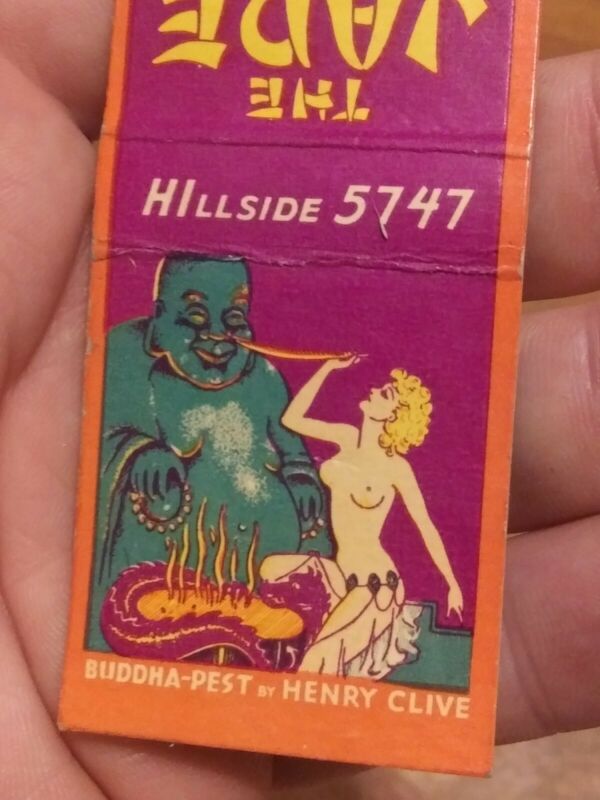 THE
JADE
HILLSIDE 5747
BUDDHA-PEST BY HENRY CLIVE